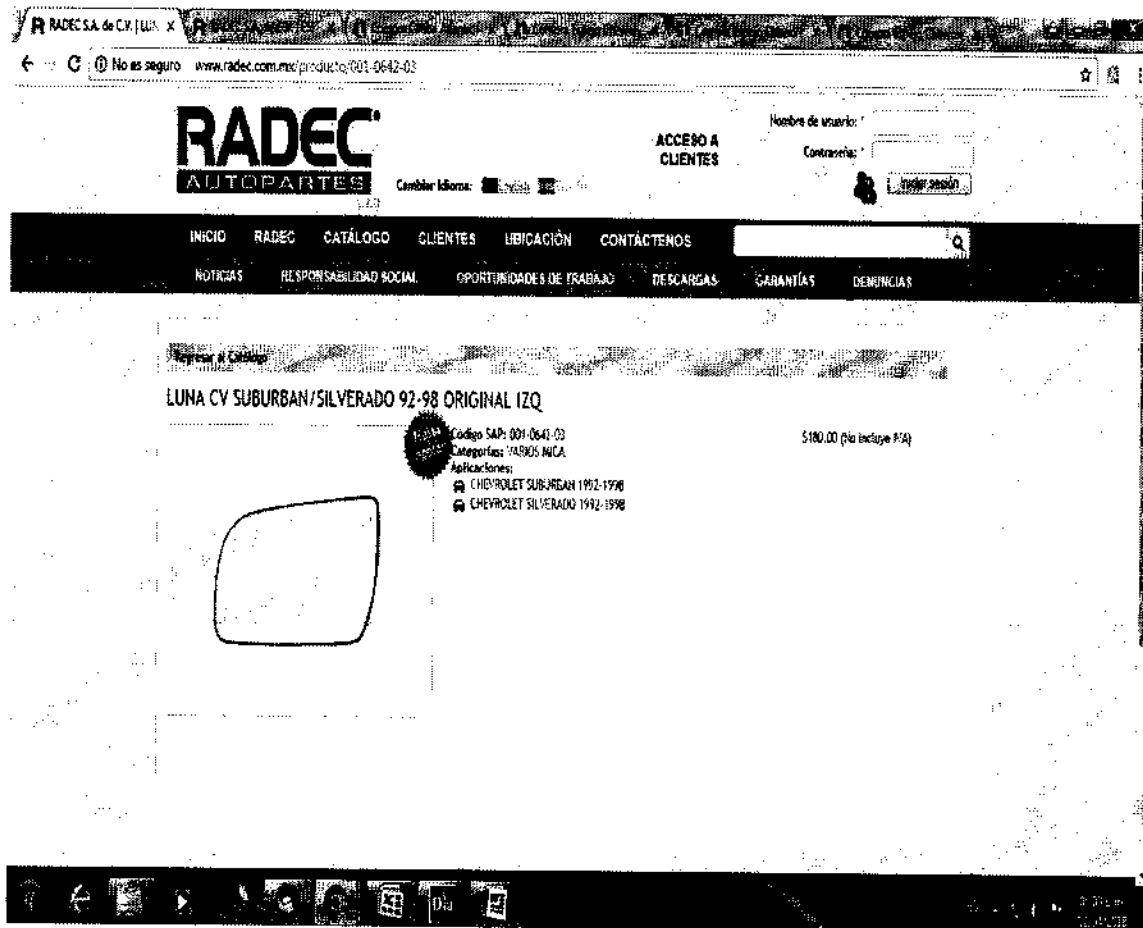 RADEC S.A. de C.V. | LUN
No es seguro www.radec.com.mx/producto/001-0642-03
RADEC
AUTOPARTES
Cambiar Idioma:
ACCESO A
CLIENTES
Nombre de usuario: *
Contraseña: *
Iniciar sesión
INICIO RADEC CATÁLOGO CLIENTES UBICACIÓN CONTÁCTENOS
NOTICIAS RESPONSABILIDAD SOCIAL OPORTUNIDADES DE TRABAJO DESCARGAS GARANTÍAS DENUNCIAS
Regresar al Catálogo
LUNA CV SUBURBAN/SILVERADO 92-98 ORIGINAL IZQ
Código SAP: 001-0642-03
Categorías: VARIOS MICA
Aplicaciones:
CHEVROLET SUBURBAN 1992-1998
CHEVROLET SILVERADO 1992-1998
$180.00 (No incluye IVA)